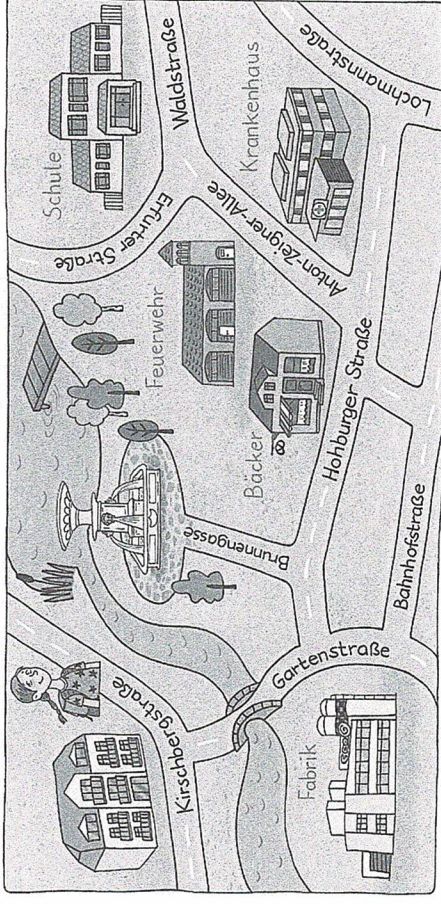 Schule
Waldstraße
Krankenhaus
Lochmannstraße
Erfurter Straße
Anton-Zeigner-Allee
Feuerwehr
Bäcker
Hohburger Straße
Brunnengasse
Bahnhofstraße
Gartenstraße
Kirschbergstraße
Fabrik